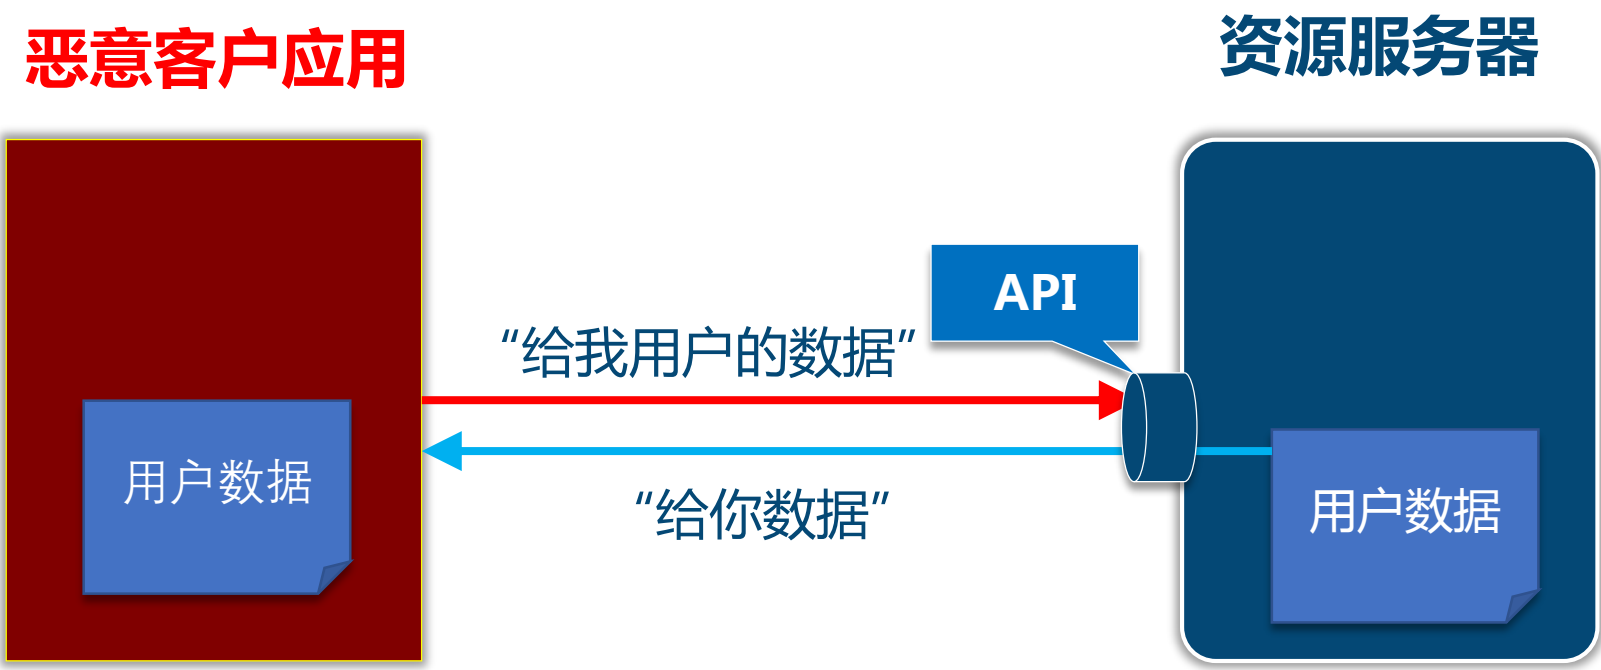 恶意客户应用
资源服务器
API
“给我用户的数据”
用户数据
“给你数据”
用户数据